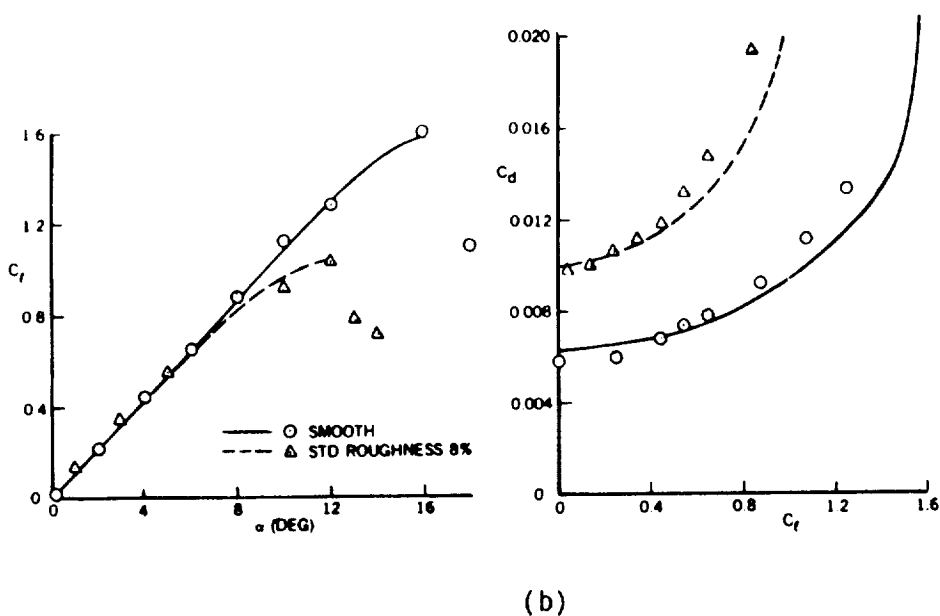 1 6
1 2
C_ℓ
0 8
0 4
0
0 4 8 12 16
α (DEG)
SMOOTH
STD ROUGHNESS 8%
0.020
0.016
C_d
0.012
0.008
0.004
0
0 0.4 0.8 1.2 1.6
C_ℓ
(b)